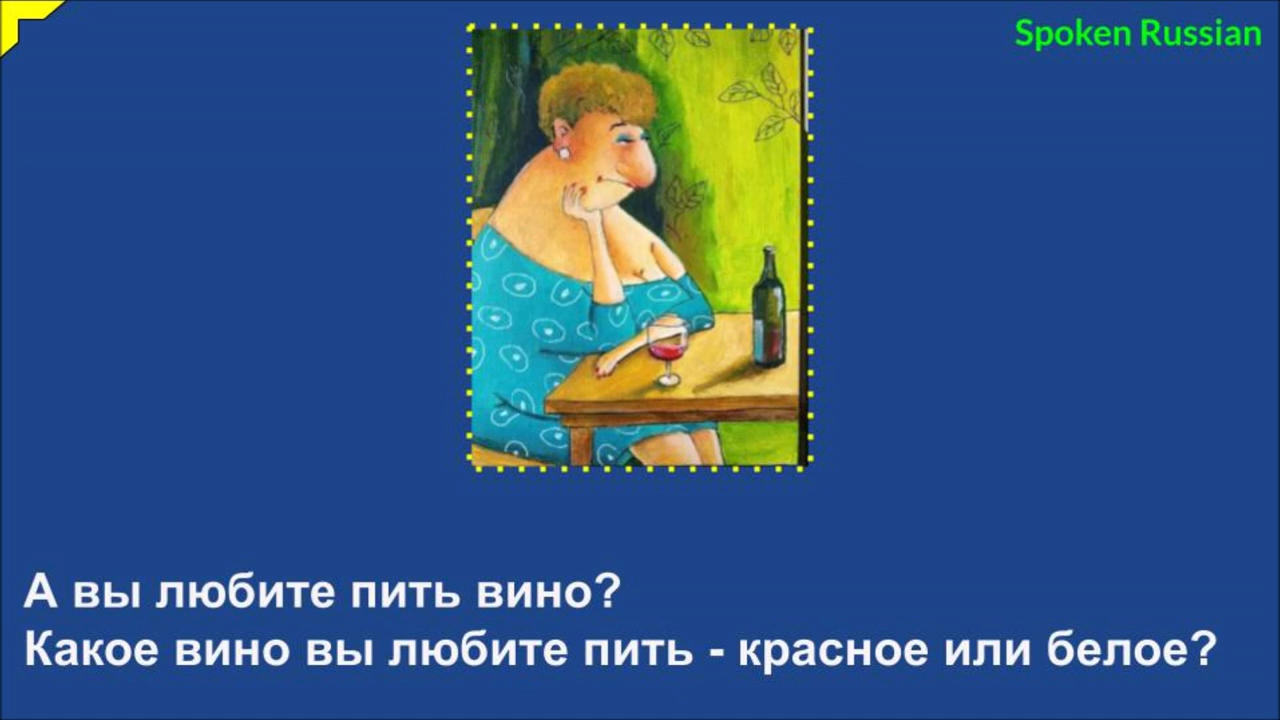 Spoken Russian
А вы любите пить вино?
Какое вино вы любите пить - красное или белое?